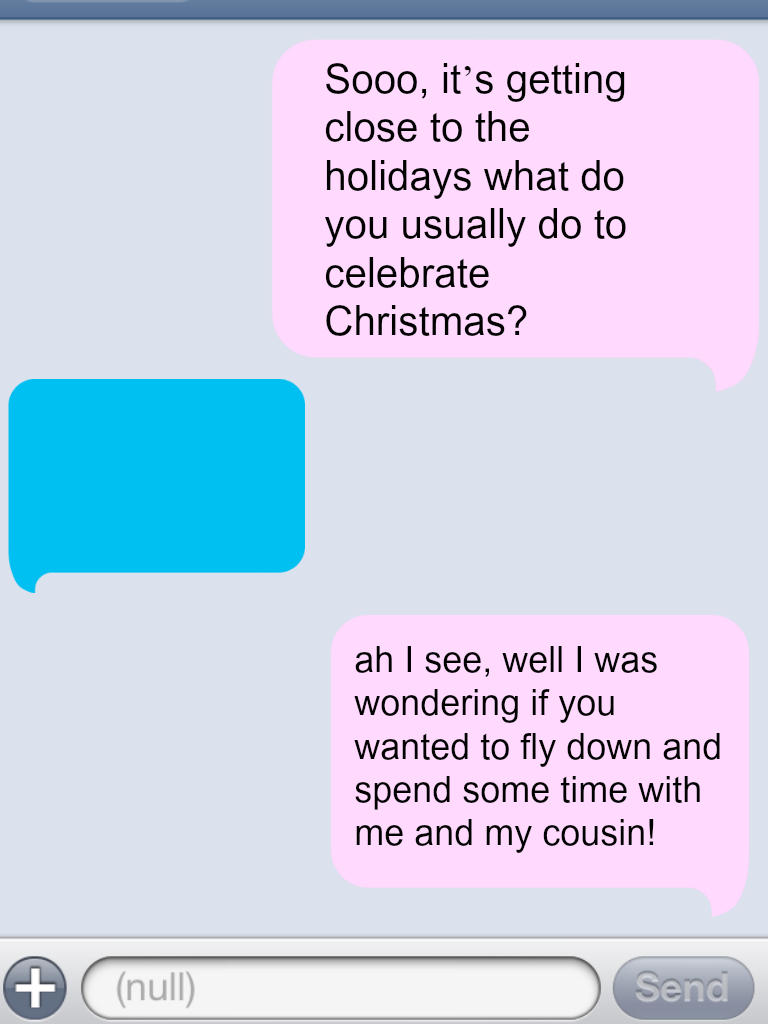 Sooo, it's getting
close to the
holidays what do
you usually do to
celebrate
Christmas?
ah I see, well I was
wondering if you
wanted to fly down and
spend some time with
me and my cousin!
(null)
Send